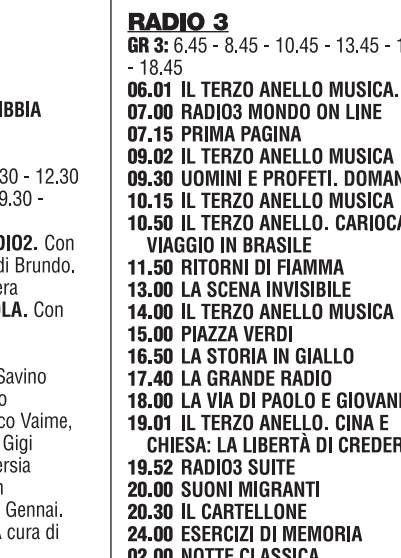 IBBIA
30 - 12.30
9.30 -
DIO2. Con
di Brundo.
era
OLA. Con
Savino
o
co Vaime,
Gigi
ersia
n
Gennai.
A cura di
RADIO 3
GR 3: 6.45 - 8.45 - 10.45 - 13.45 - 1
- 18.45
06.01 IL TERZO ANELLO MUSICA.
07.00 RADIO3 MONDO ON LINE
07.15 PRIMA PAGINA
09.02 IL TERZO ANELLO MUSICA
09.30 UOMINI E PROFETI. DOMAN
10.15 IL TERZO ANELLO MUSICA
10.50 IL TERZO ANELLO. CARIOCA
VIAGGIO IN BRASILE
11.50 RITORNI DI FIAMMA
13.00 LA SCENA INVISIBILE
14.00 IL TERZO ANELLO MUSICA
15.00 PIAZZA VERDI
16.50 LA STORIA IN GIALLO
17.40 LA GRANDE RADIO
18.00 LA VIA DI PAOLO E GIOVANI
19.01 IL TERZO ANELLO. CINA E
CHIESA: LA LIBERTÀ DI CREDER
19.52 RADIO3 SUITE
20.00 SUONI MIGRANTI
20.30 IL CARTELLONE
24.00 ESERCIZI DI MEMORIA
02.00 NOTTE CLASSICA